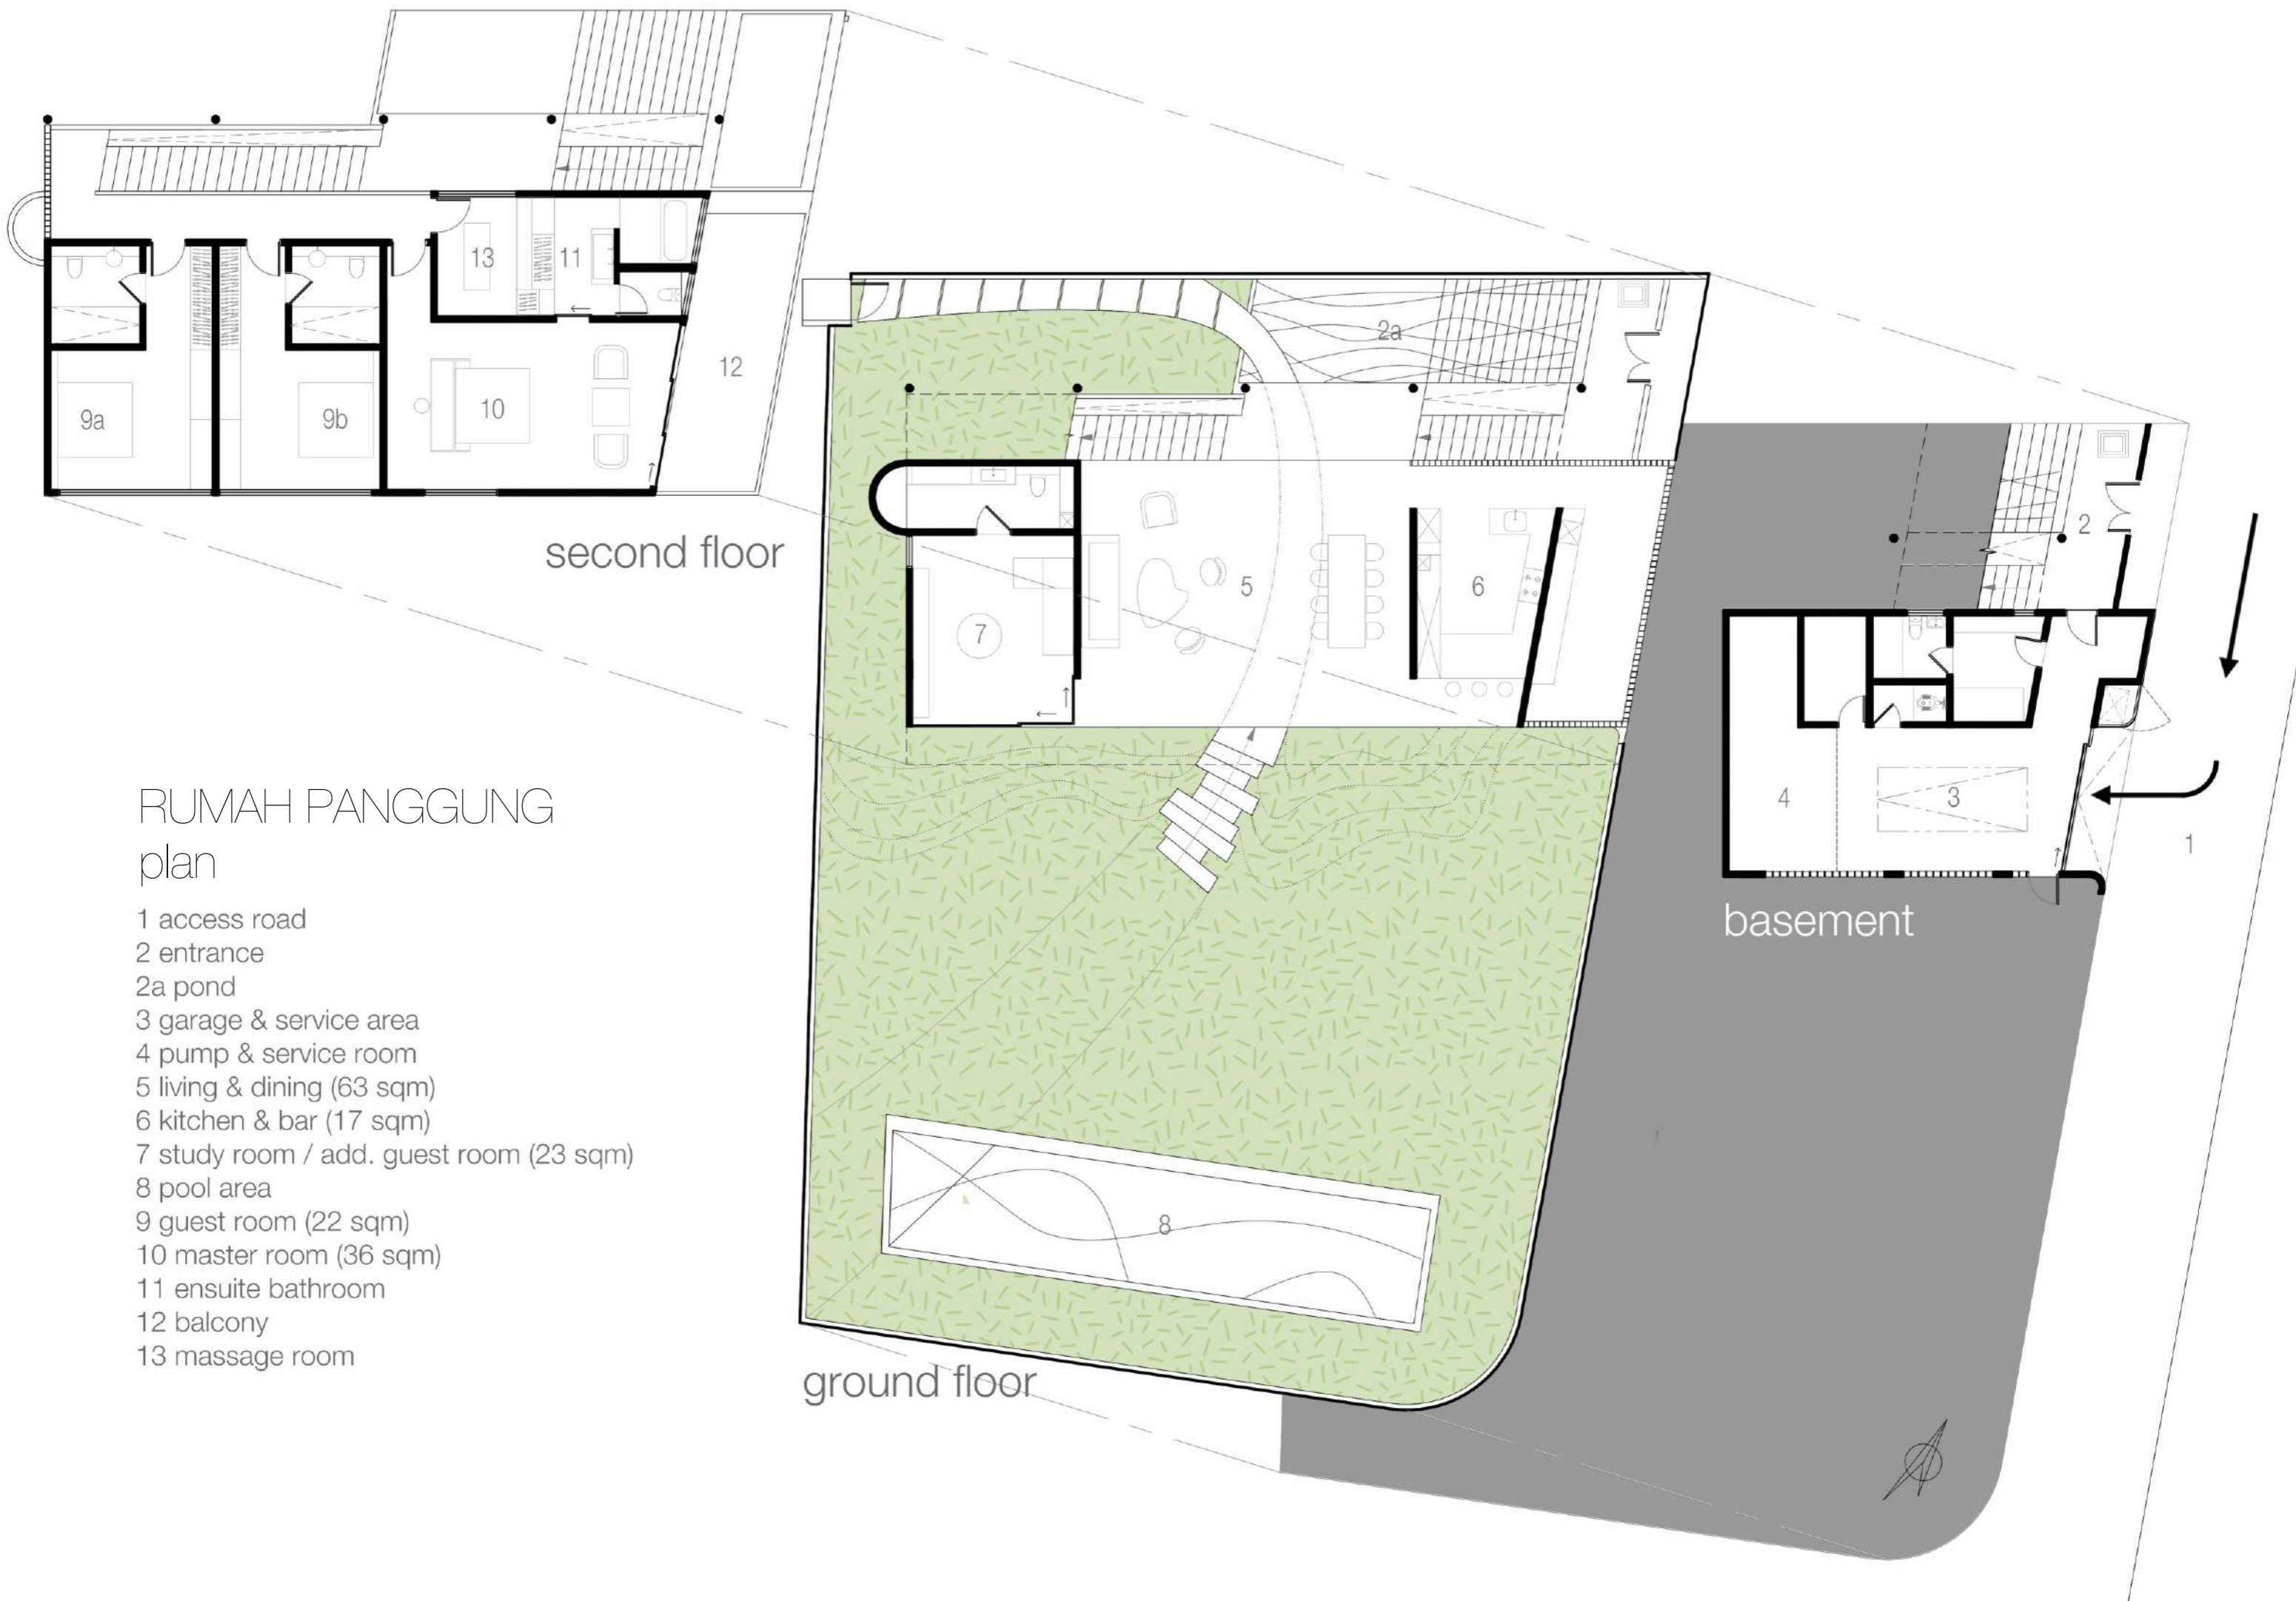 13
11
12
9a
9b
10
second floor
2a
5
6
7
8
ground floor
2
3
4
1
basement
RUMAH PANGGUNG
plan
1 access road
2 entrance
2a pond
3 garage & service area
4 pump & service room
5 living & dining (63 sqm)
6 kitchen & bar (17 sqm)
7 study room / add. guest room (23 sqm)
8 pool area
9 guest room (22 sqm)
10 master room (36 sqm)
11 ensuite bathroom
12 balcony
13 massage room